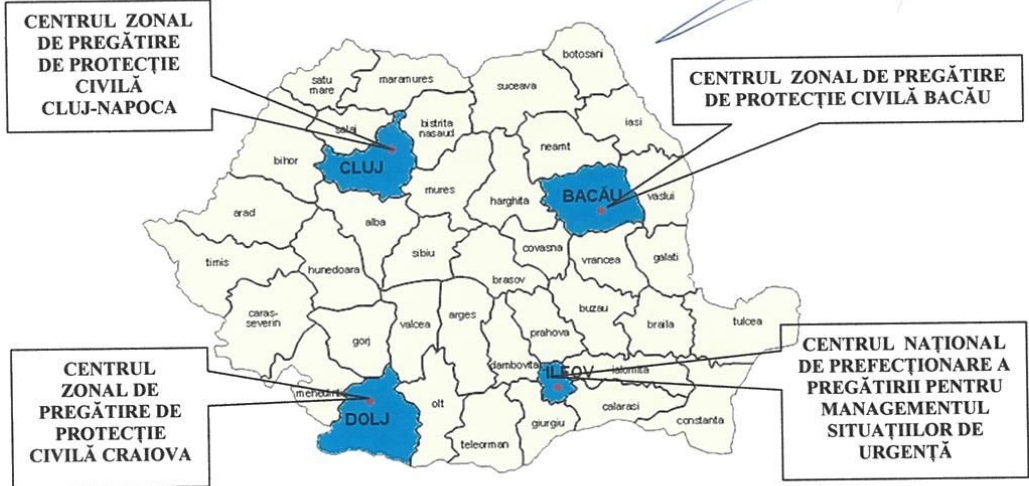 CENTRUL ZONAL
DE PREGĂTIRE
DE PROTECȚIE
CIVILĂ
CLUJ-NAPOCA
CENTRUL ZONAL DE PREGĂTIRE
DE PROTECȚIE CIVILĂ BACĂU
botosani
satu
mare
maramures
suceava
iasi
salaj
bistrita
nasaud
neamt
bihor
CLUJ
mures
harghita
BACĂU
vaslui
arad
alba
timis
hunedoara
sibiu
covasna
brasov
vrancea
galati
caras-
severin
gorj
valcea
arges
prahova
buzau
braila
tulcea
dambovita
ILFOV
ialomita
mehedinti
DOLJ
olt
teleorman
giurgiu
calarasi
constanta
CENTRUL
ZONAL DE
PREGĂTIRE DE
PROTECȚIE
CIVILĂ CRAIOVA
CENTRUL NAȚIONAL
DE PREFECȚIONARE A
PREGĂTIRII PENTRU
MANAGEMENTUL
SITUAȚIILOR DE
URGENȚĂ